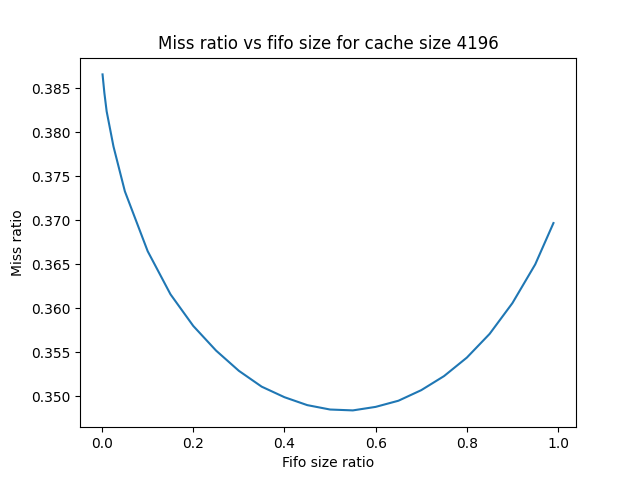 Miss ratio vs fifo size for cache size 4196
0.385
0.380
0.375
0.370
0.365
0.360
0.355
0.350
Miss ratio
0.0 0.2 0.4 0.6 0.8 1.0
Fifo size ratio